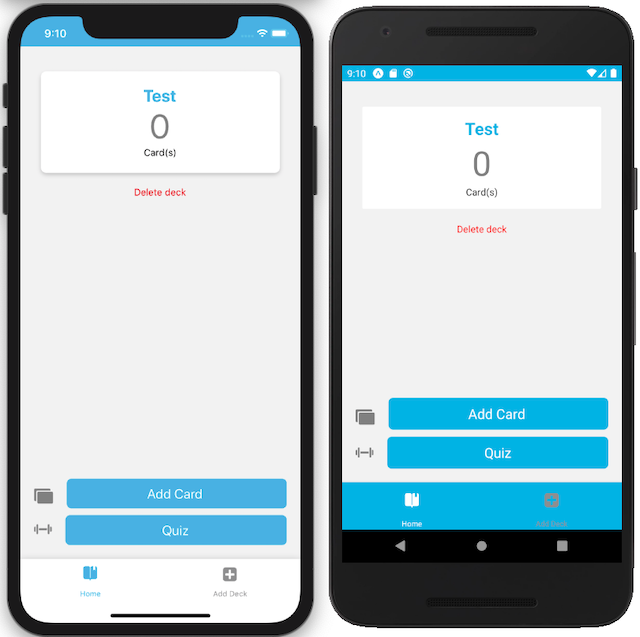 9:10
Test
0
Card(s)
Delete deck
Add Card
Quiz
Home
Add Deck
9:10
Test
0
Card(s)
Delete deck
Add Card
Quiz
Home
Add Deck